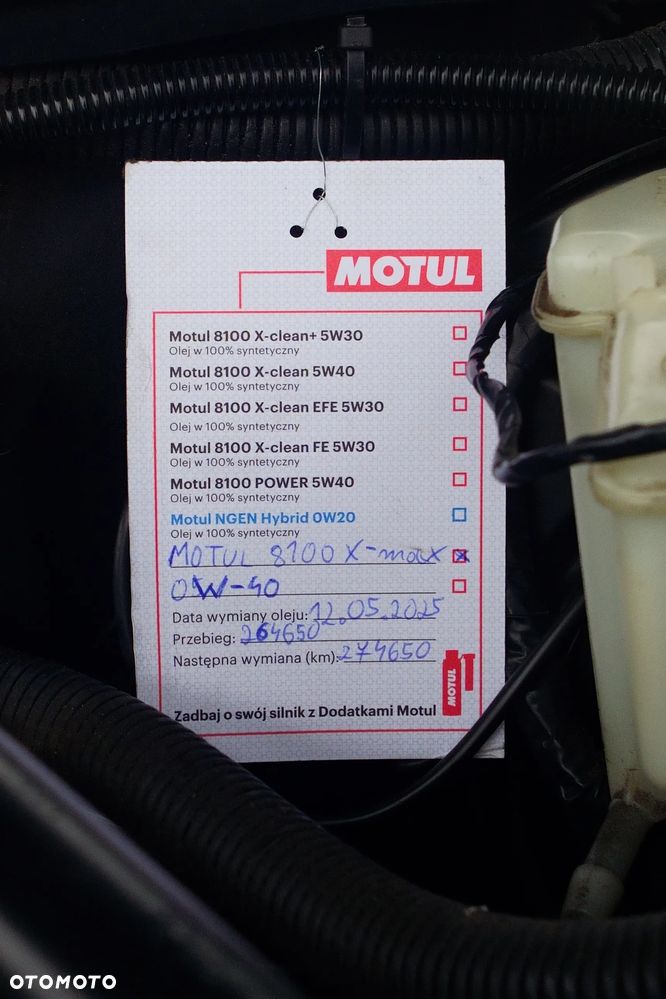 MOTUL
Motul 8100 X-clean+ 5W30
Olej w 100% syntetyczny
Motul 8100 X-clean 5W40
Olej w 100% syntetyczny
Motul 8100 X-clean EFE 5W30
Olej w 100% syntetyczny
Motul 8100 X-clean FE 5W30
Olej w 100% syntetyczny
Motul 8100 POWER 5W40
Olej w 100% syntetyczny
Motul NGEN Hybrid 0W20
Olej w 100% syntetyczny
MOTUL 8100 X-max x
0W-40
Data wymiany oleju: 12.05.2025
Przebieg: 264650
Następna wymiana (km): 274650
MOTUL
Zadbaj o swój silnik z Dodatkami Motul
OTOMOTO